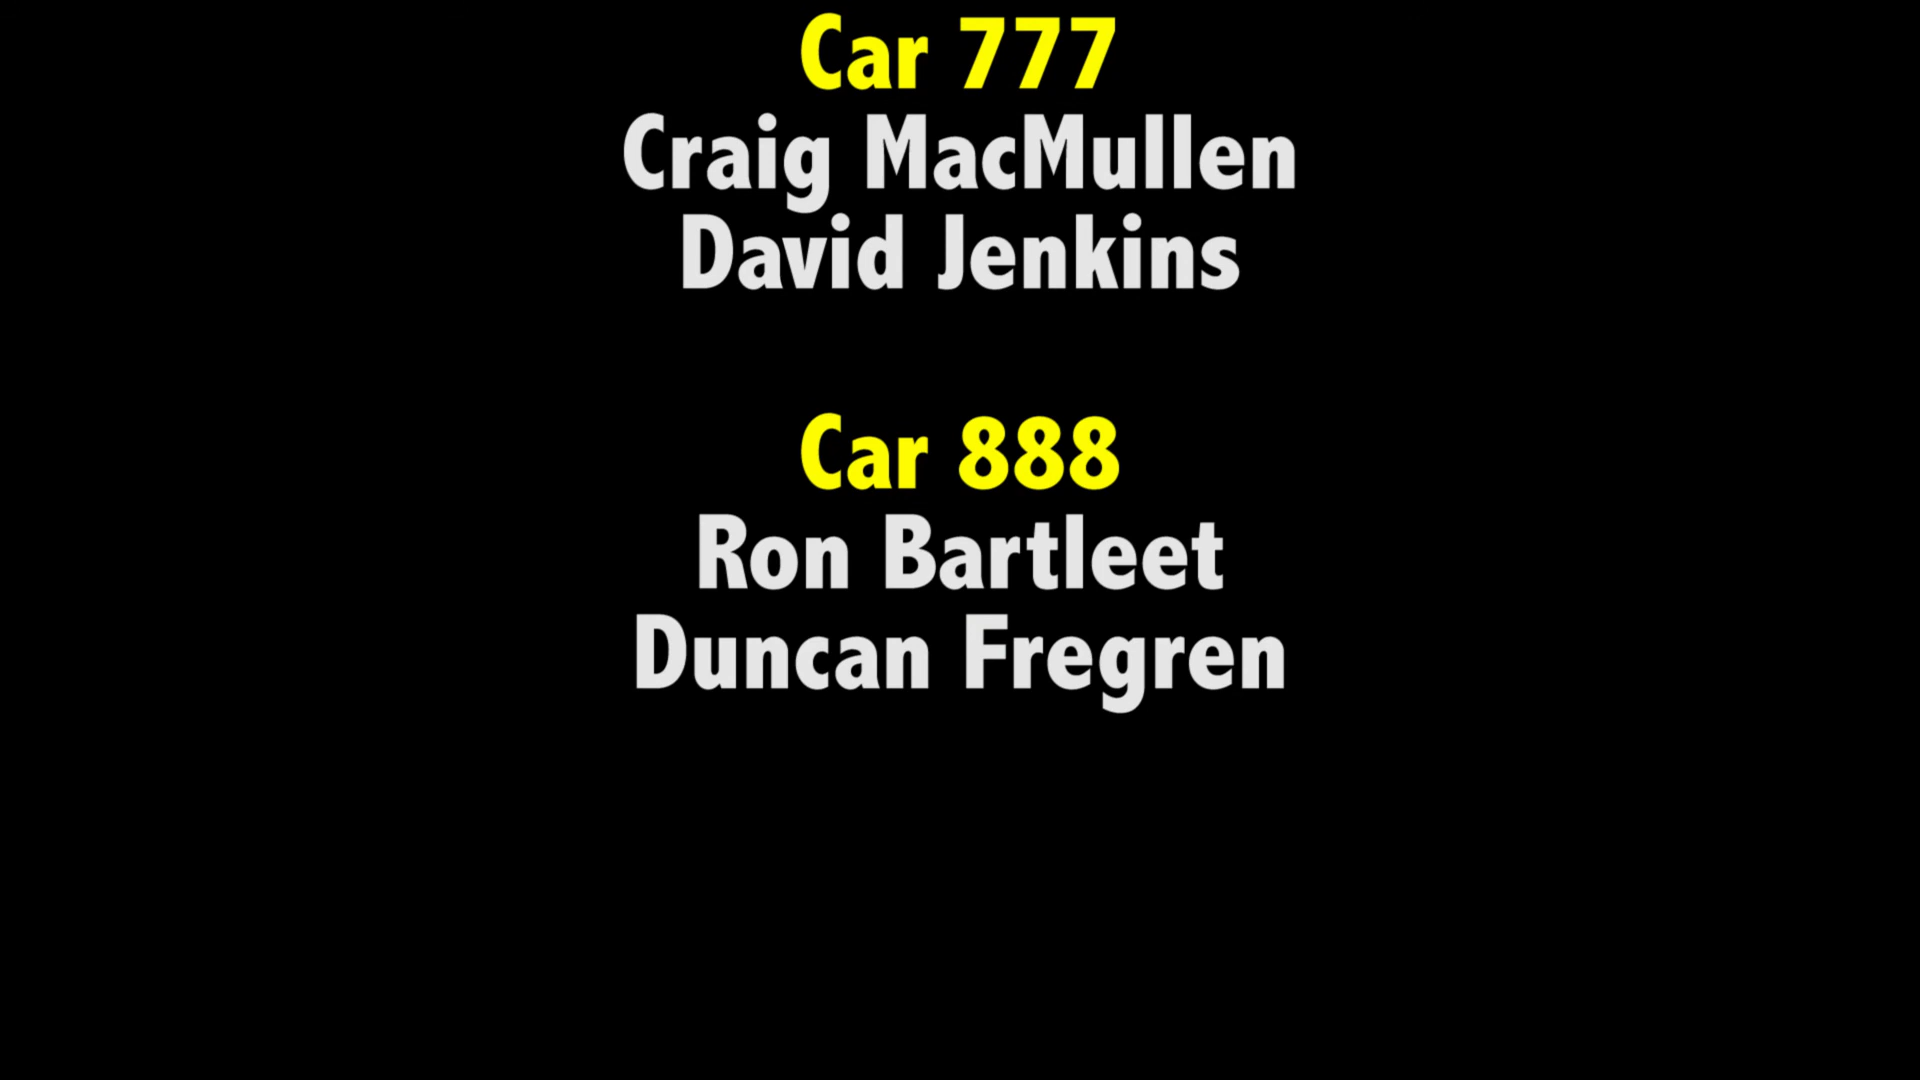 Car 777
Craig MacMullen
David Jenkins
Car 888
Ron Bartleet
Duncan Fregren